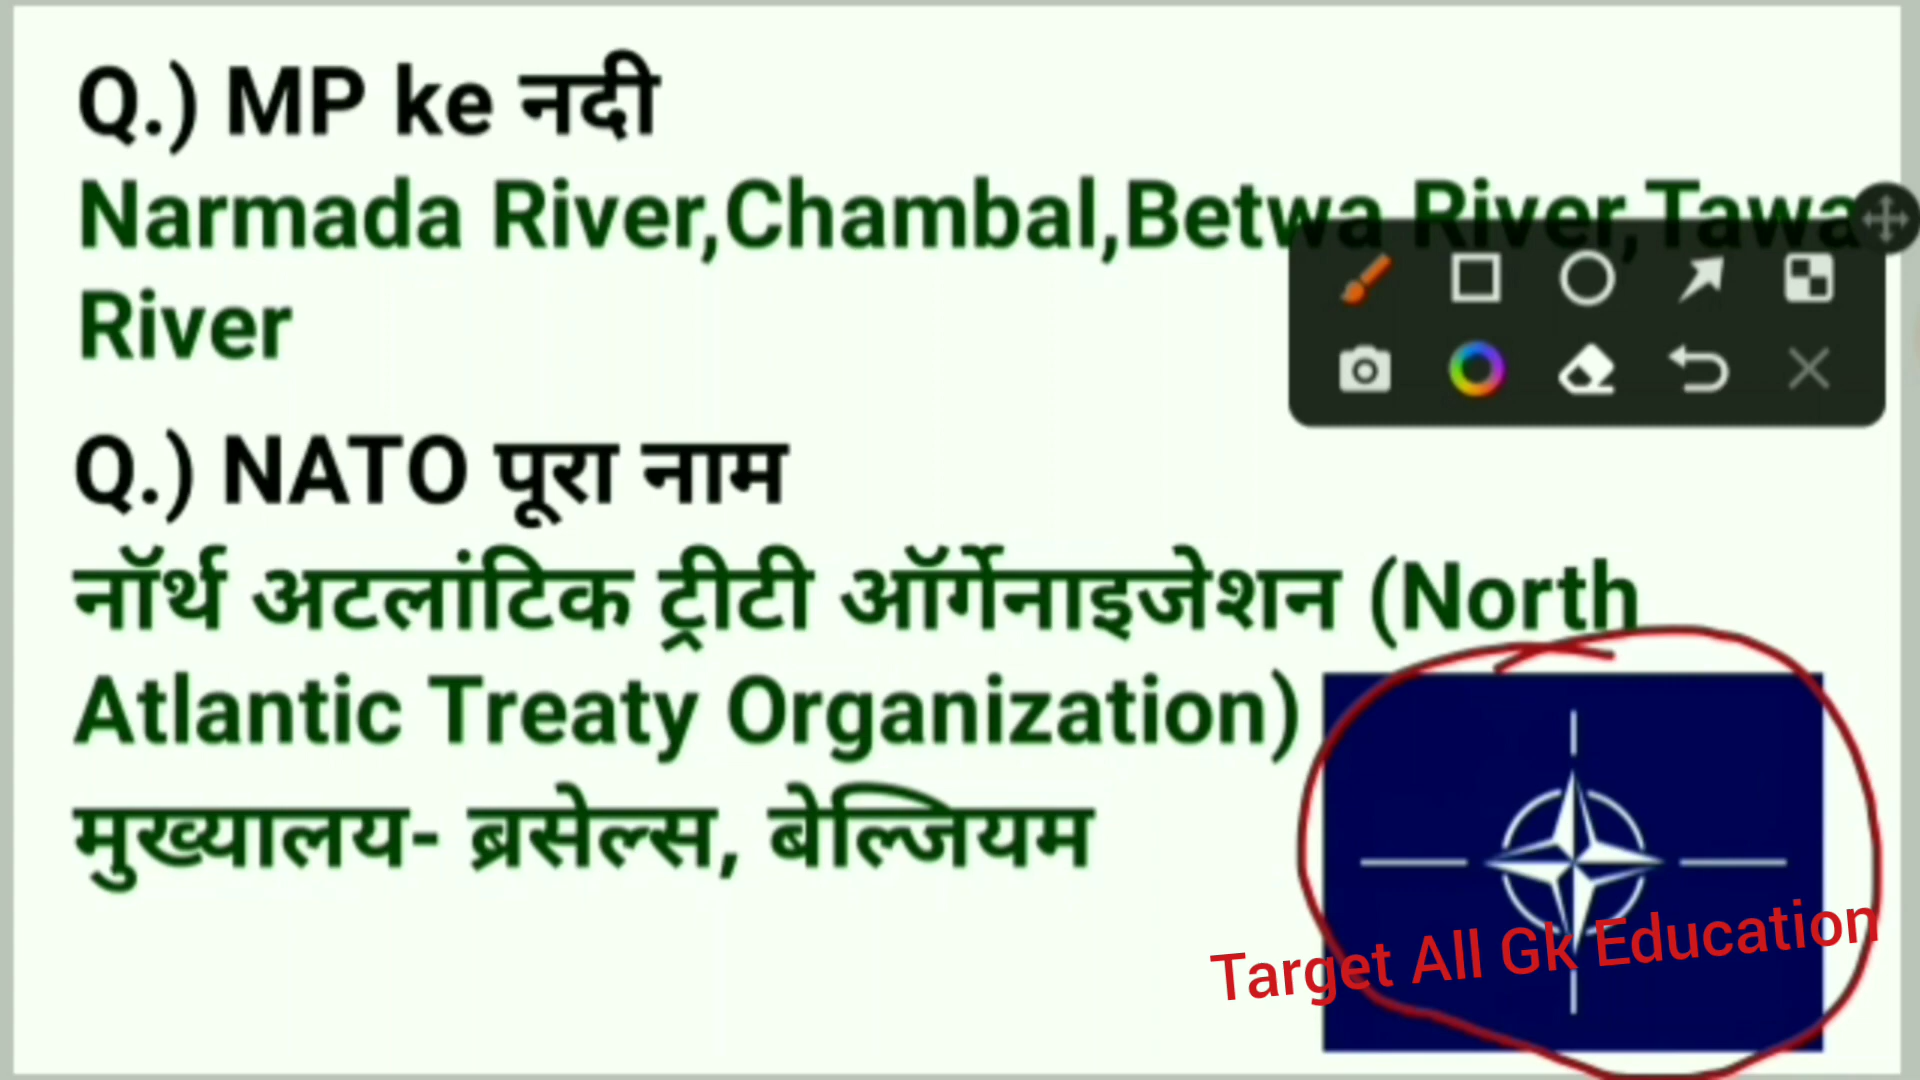 Q.) MP ke नदी
Narmada River,Chambal,Betwa River,Tawa
River
Q.) NATO पूरा नाम
नॉर्थ अटलांटिक ट्रीटी ऑर्गेनाइजेशन (North
Atlantic Treaty Organization)
मुख्यालय- ब्रसेल्स, बेल्जियम
Target All Gk Education